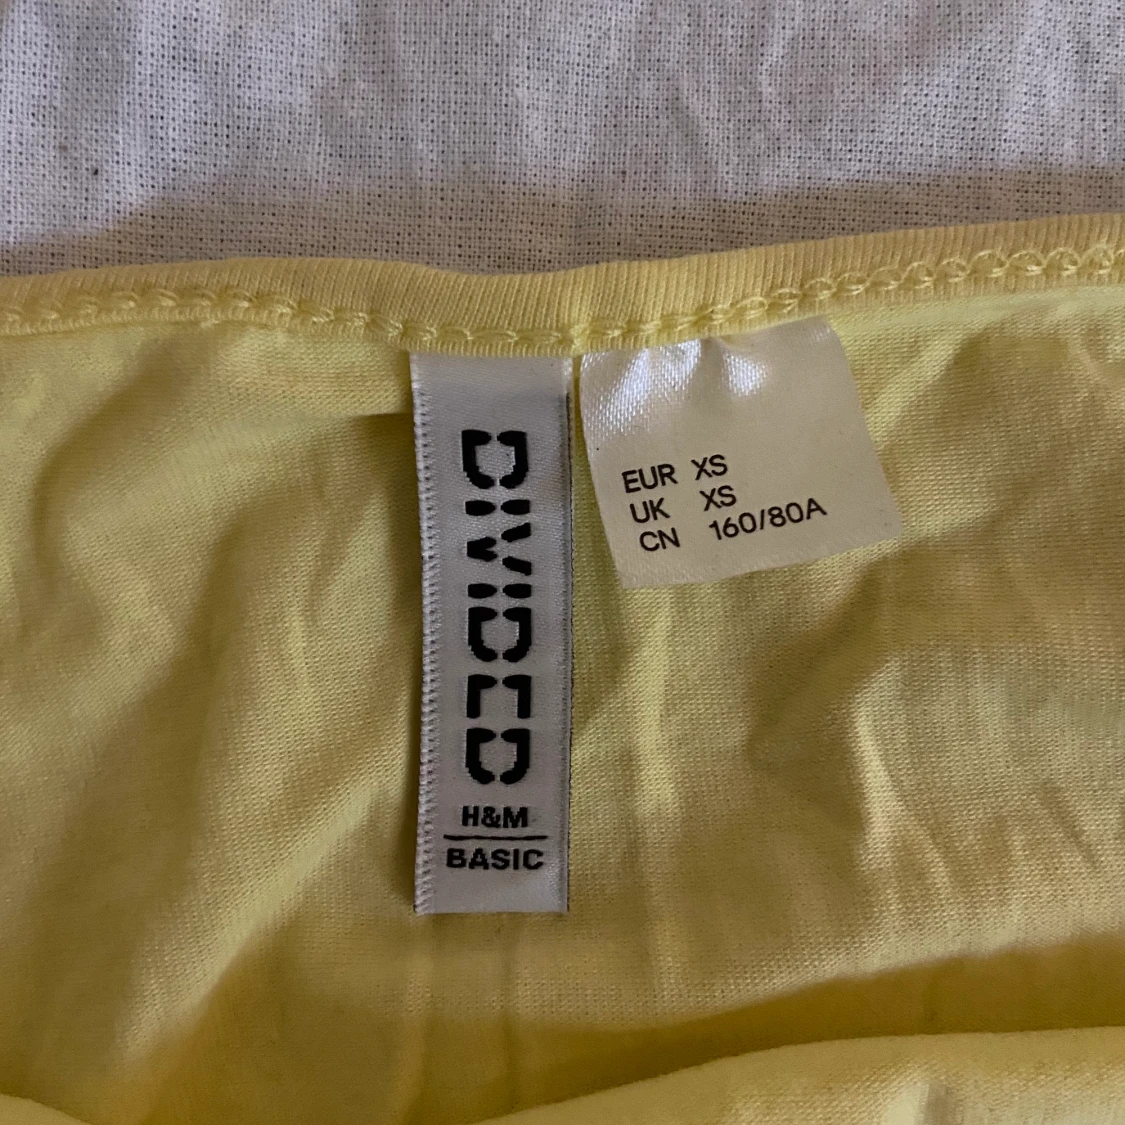 DIVIDED
H&M
BASIC
EUR XS
UK XS
CN 160/80A